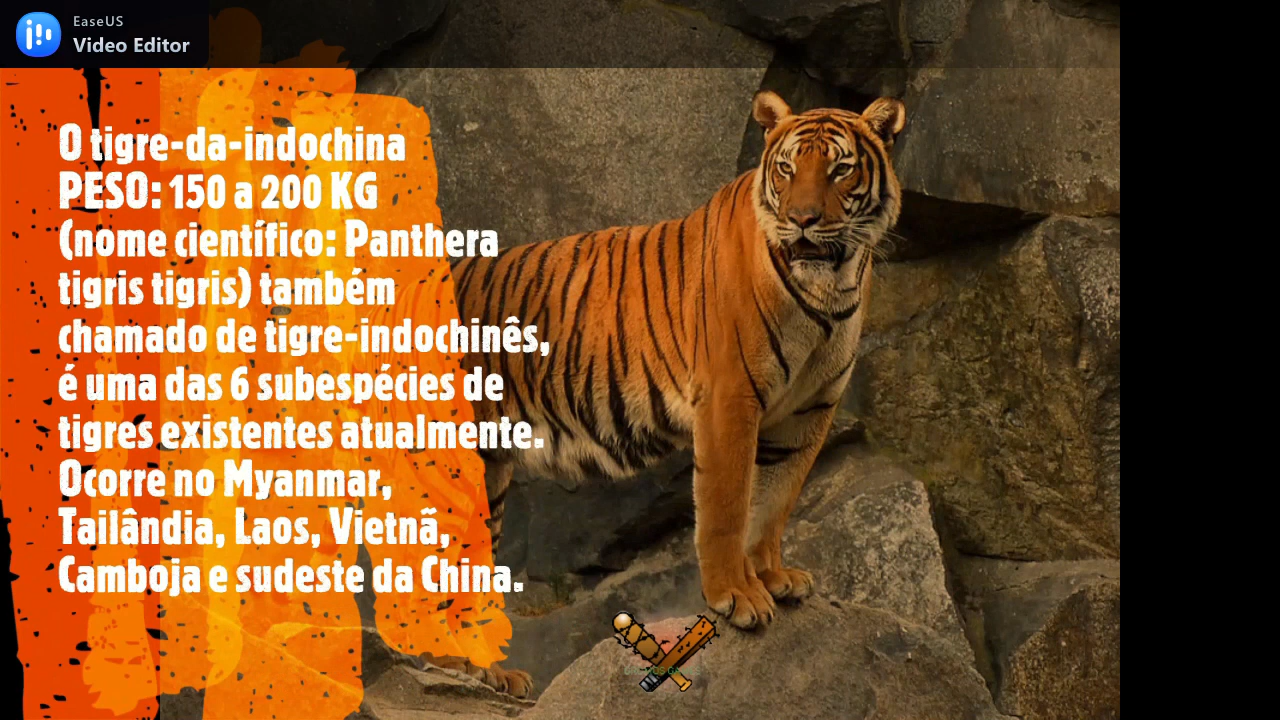 EaseUS
Video Editor
O tigre-da-indochina
PESO: 150 a 200 KG
(nome científico: Panthera
tigris tigris) também
chamado de tigre-indochinês,
é uma das 6 subespécies de
tigres existentes atualmente.
Ocorre no Myanmar,
Tailândia, Laos, Vietnã,
Camboja e sudeste da China.